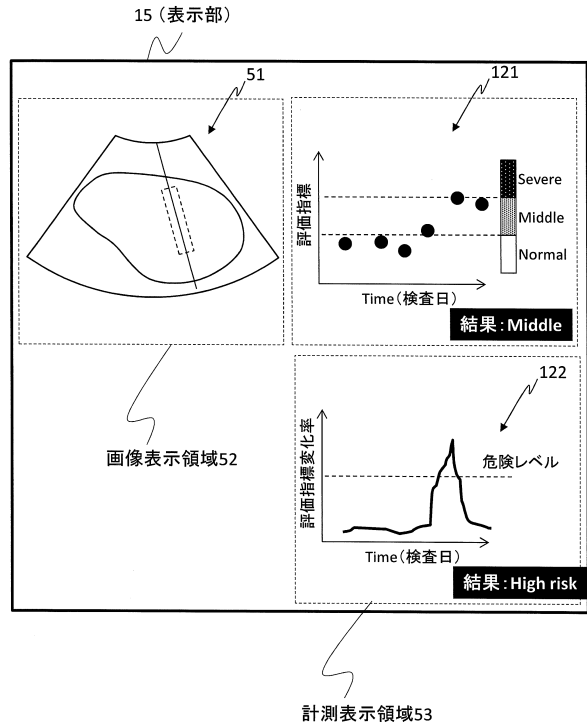 15 (表示部)
51
121
評価指標
Severe
Middle
Normal
Time(検査日)
結果:Middle
122
評価指標変化率
危険レベル
Time(検査日)
結果:High risk
画像表示領域52
計測表示領域53